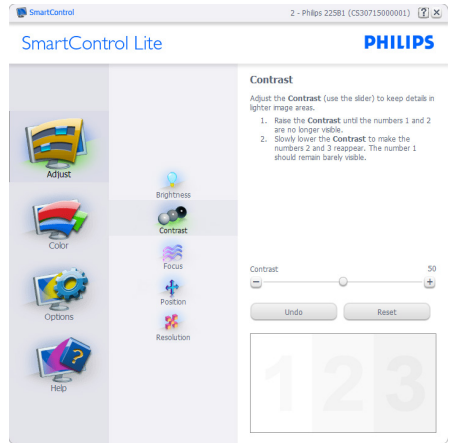 SmartControl
2 - Philips 225B1 (CS30715000001)
SmartControl Lite
PHILIPS
Adjust
Color
Options
Help
Brightness
Contrast
Focus
Position
Resolution
Contrast
Adjust the Contrast (use the slider) to keep details in
lighter image areas.
1. Raise the Contrast until the numbers 1 and 2
are no longer visible.
2. Slowly lower the Contrast to make the
numbers 2 and 3 reappear. The number 1
should remain barely visible.
Contrast 50
Undo Reset
1 2 3